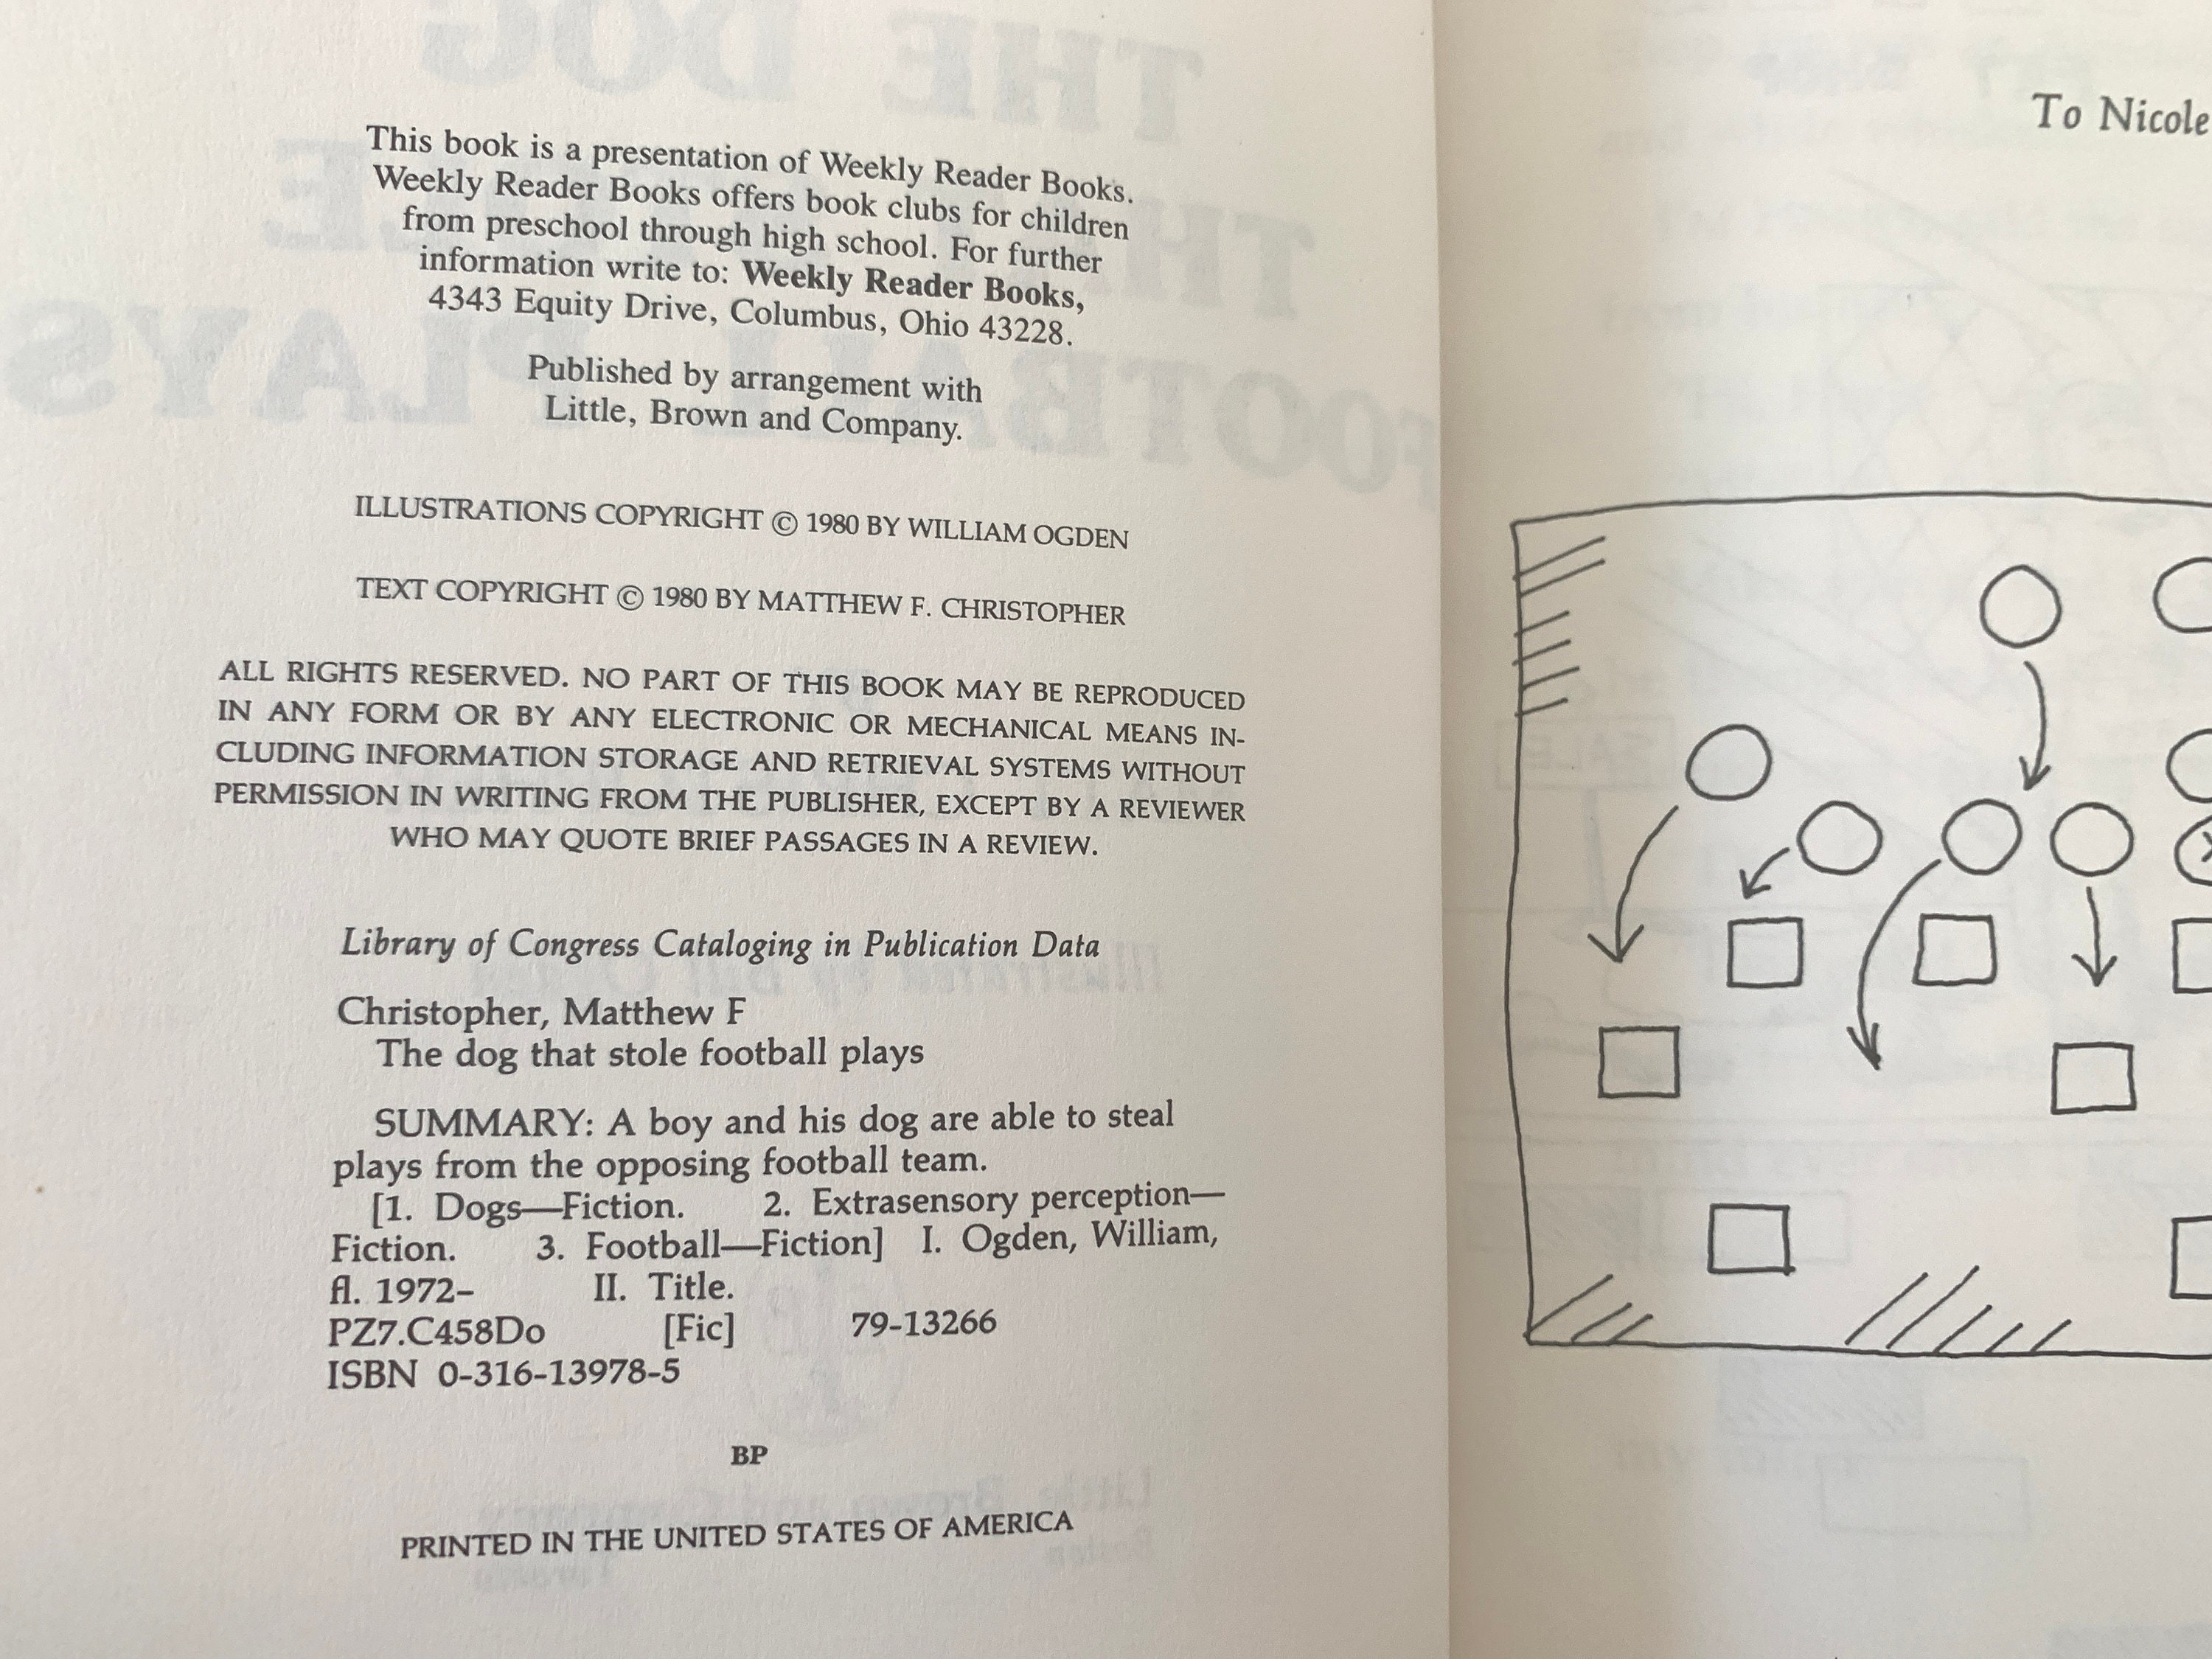 This book is a presentation of Weekly Reader Books.
Weekly Reader Books offers book clubs for children
from preschool through high school. For further
information write to: Weekly Reader Books,
4343 Equity Drive, Columbus, Ohio 43228.
Published by arrangement with
Little, Brown and Company.
ILLUSTRATIONS COPYRIGHT © 1980 BY WILLIAM OGDEN
TEXT COPYRIGHT © 1980 BY MATTHEW F. CHRISTOPHER
ALL RIGHTS RESERVED. NO PART OF THIS BOOK MAY BE REPRODUCED
IN ANY FORM OR BY ANY ELECTRONIC OR MECHANICAL MEANS IN-
CLUDING INFORMATION STORAGE AND RETRIEVAL SYSTEMS WITHOUT
PERMISSION IN WRITING FROM THE PUBLISHER, EXCEPT BY A REVIEWER
WHO MAY QUOTE BRIEF PASSAGES IN A REVIEW.
Library of Congress Cataloging in Publication Data
Christopher, Matthew F
The dog that stole football plays
SUMMARY: A boy and his dog are able to steal
plays from the opposing football team.
[1. Dogs—Fiction. 2. Extrasensory perception—
Fiction. 3. Football—Fiction] I. Ogden, William,
fl. 1972– II. Title.
PZ7.C458Do [Fic] 79-13266
ISBN 0-316-13978-5
BP
PRINTED IN THE UNITED STATES OF AMERICA
To Nicole